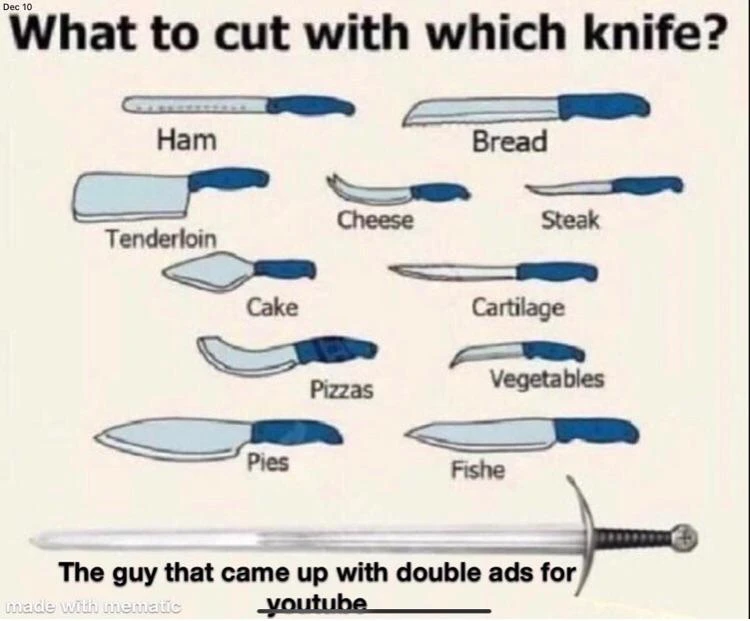 Dec 10
What to cut with which knife?
Ham
Bread
Tenderloin
Cheese
Steak
Cake
Cartilage
Pizzas
Vegetables
Pies
Fishe
The guy that came up with double ads for
youtube
made with mematic